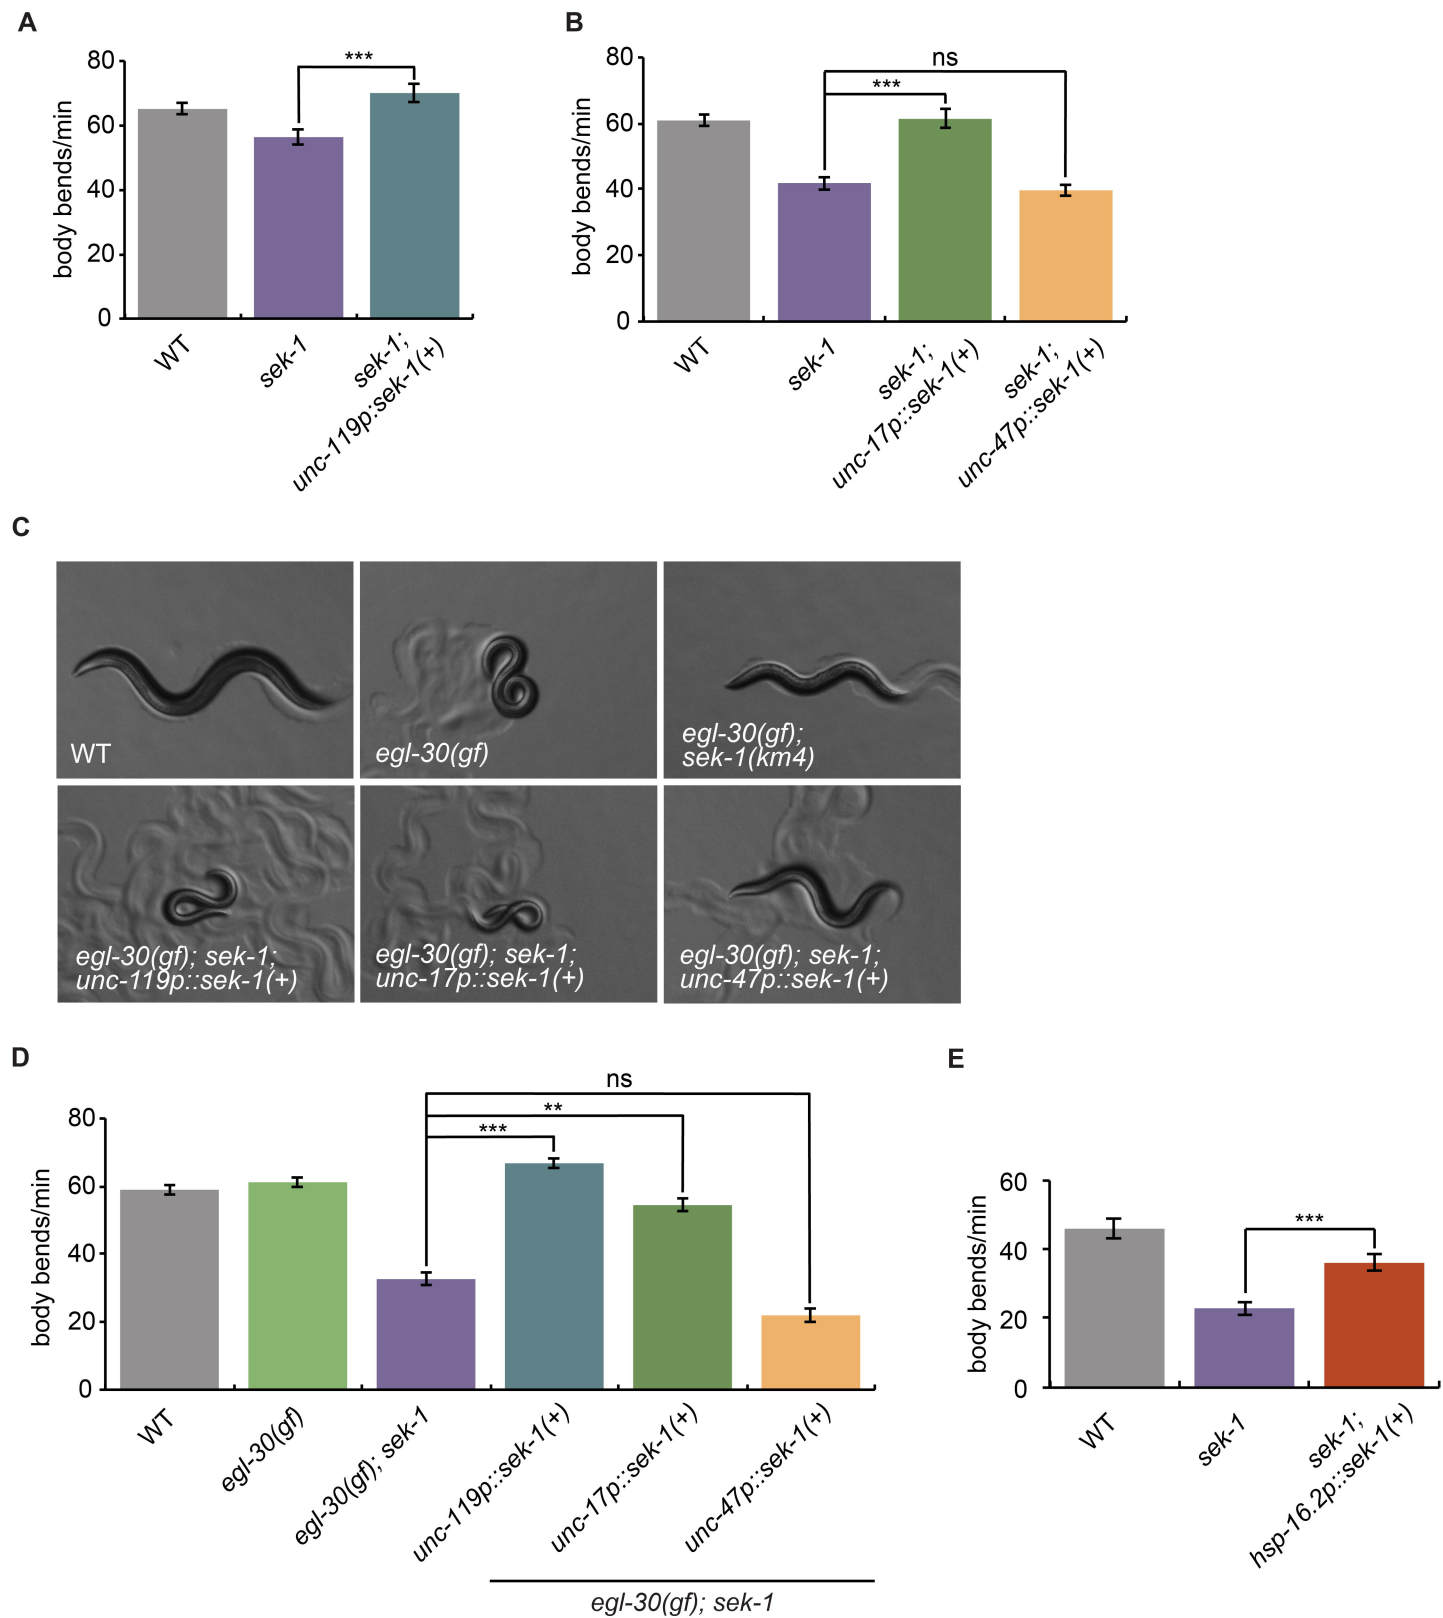 A
***
80
60
40
20
0
body bends/min
WT
sek-1
sek-1;
unc-119p:sek-1(+)
B
ns
***
80
60
40
20
0
body bends/min
WT
sek-1
sek-1;
unc-17p::sek-1(+)
sek-1;
unc-47p::sek-1(+)
C
WT
egl-30(gf)
egl-30(gf);
sek-1(km4)
egl-30(gf); sek-1;
unc-119p::sek-1(+)
egl-30(gf); sek-1;
unc-17p::sek-1(+)
egl-30(gf); sek-1;
unc-47p::sek-1(+)
D
ns
**
***
80
60
40
20
0
body bends/min
WT
egl-30(gf)
egl-30(gf); sek-1
unc-119p::sek-1(+)
unc-17p::sek-1(+)
unc-47p::sek-1(+)
egl-30(gf); sek-1
E
***
60
40
20
0
body bends/min
WT
sek-1
sek-1;
hsp-16.2p::sek-1(+)